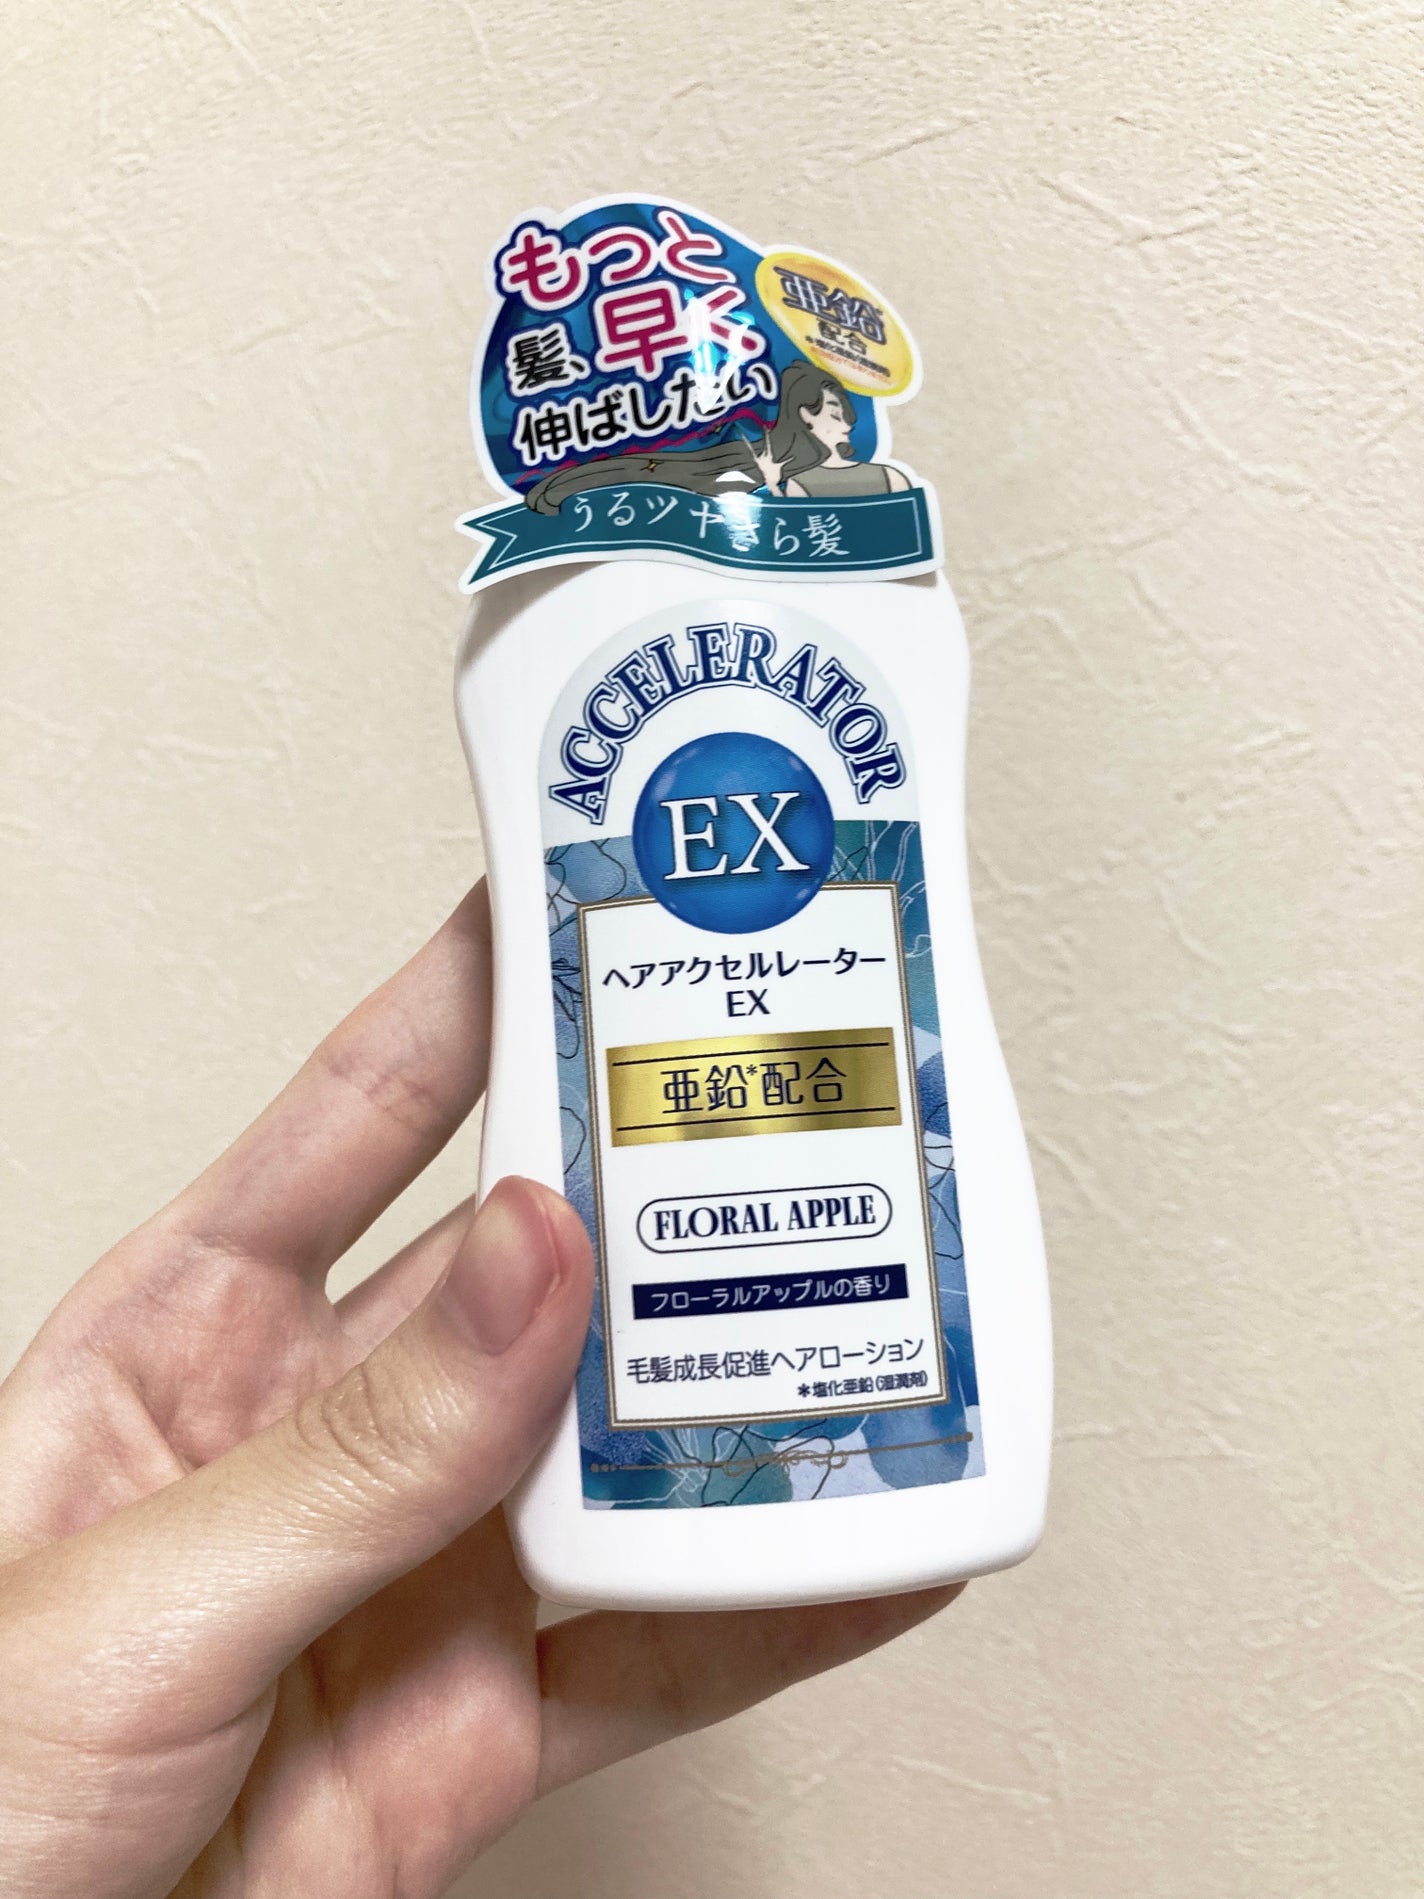 もっと
髪、早く
伸ばしたい
亜鉛
配合
うるツヤさら髪
ACCELERATOR
EX
ヘアアクセルレーター
EX
亜鉛*配合
FLORAL APPLE
フローラルアップルの香り
毛髪成長促進ヘアローション
*塩化亜鉛(湿潤剤)